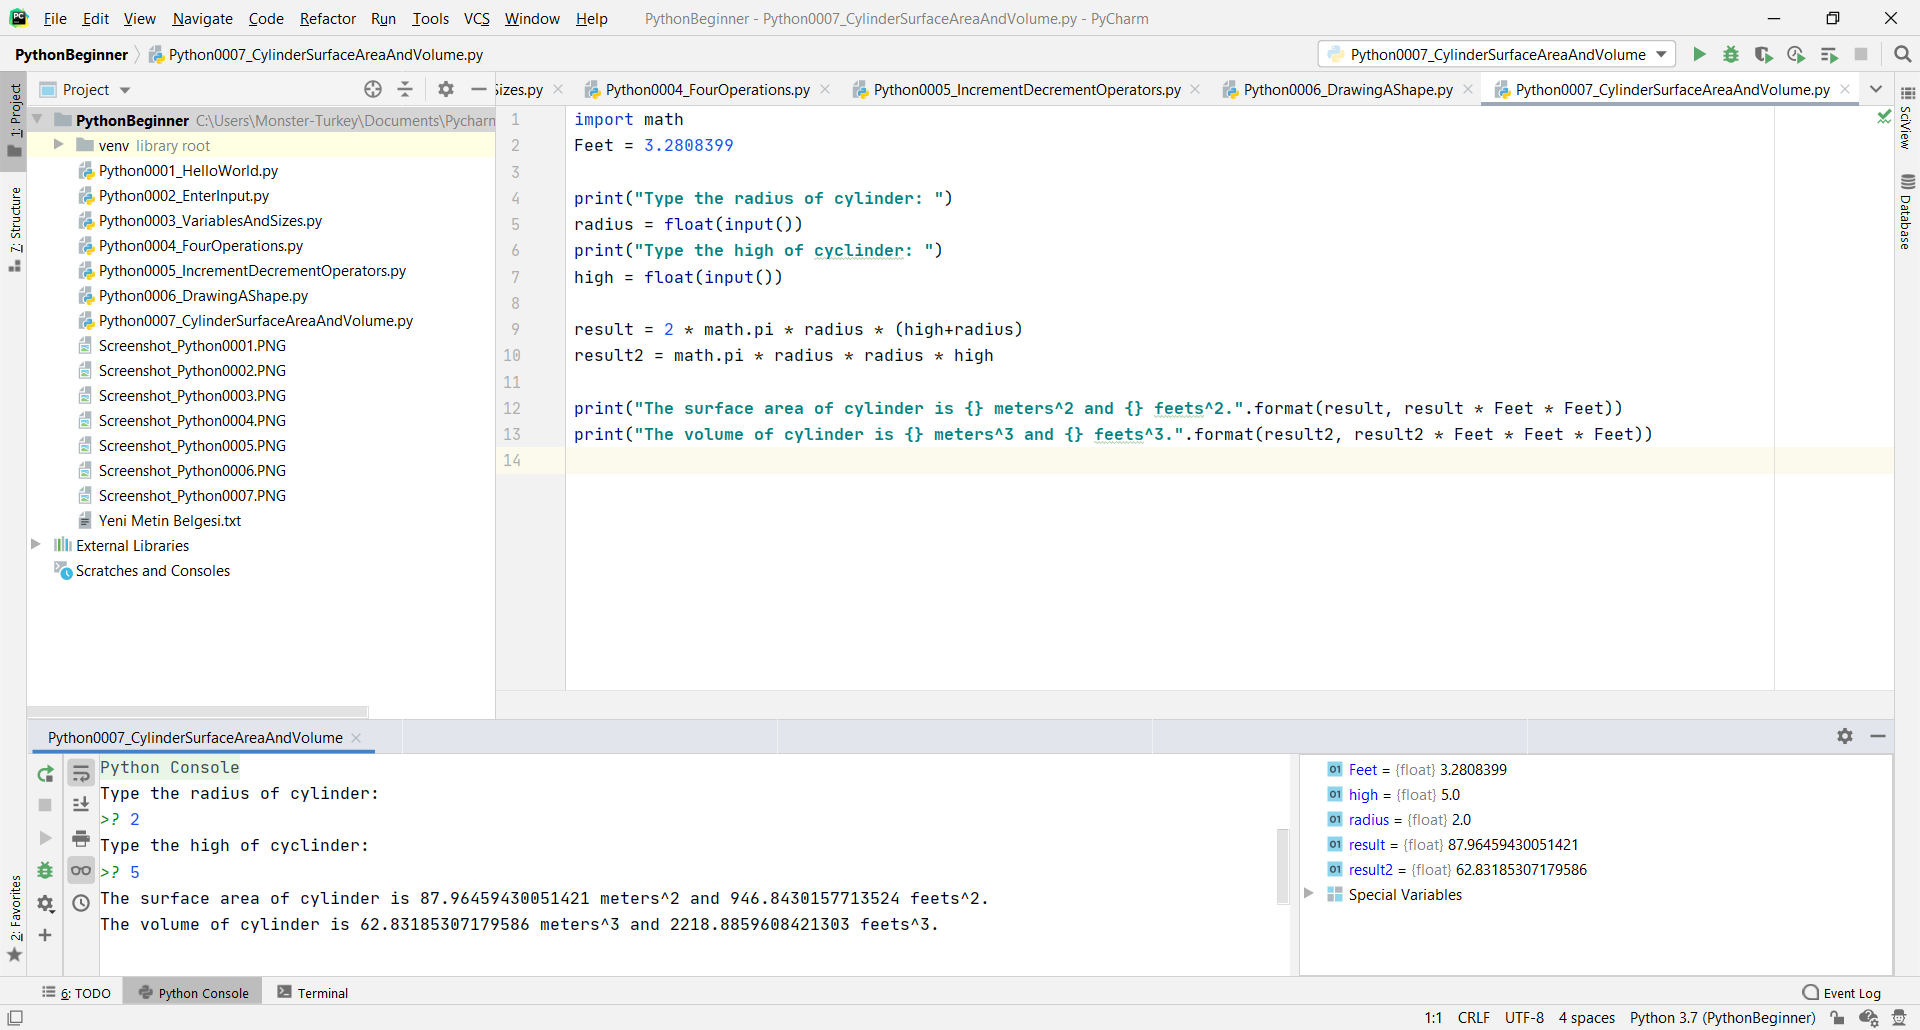 PC File Edit View Navigate Code Refactor Run Tools VCS Window Help PythonBeginner - Python0007_CylinderSurfaceAreaAndVolume.py - PyCharm
PythonBeginner Python0007_CylinderSurfaceAreaAndVolume.py Python0007_CylinderSurfaceAreaAndVolume
1: Project
7: Structure
2: Favorites
SciView
Database
Project
Sizes.py Python0004_FourOperations.py Python0005_IncrementDecrementOperators.py Python0006_DrawingAShape.py Python0007_CylinderSurfaceAreaAndVolume.py
PythonBeginner C:\Users\Monster-Turkey\Documents\Pycharm
venv library root
Python0001_HelloWorld.py
Python0002_EnterInput.py
Python0003_VariablesAndSizes.py
Python0004_FourOperations.py
Python0005_IncrementDecrementOperators.py
Python0006_DrawingAShape.py
Python0007_CylinderSurfaceAreaAndVolume.py
Screenshot_Python0001.PNG
Screenshot_Python0002.PNG
Screenshot_Python0003.PNG
Screenshot_Python0004.PNG
Screenshot_Python0005.PNG
Screenshot_Python0006.PNG
Screenshot_Python0007.PNG
Yeni Metin Belgesi.txt
External Libraries
Scratches and Consoles
1 import math
2 Feet = 3.2808399
3
4 print("Type the radius of cylinder: ")
5 radius = float(input())
6 print("Type the high of cyclinder: ")
7 high = float(input())
8
9 result = 2 * math.pi * radius * (high+radius)
10 result2 = math.pi * radius * radius * high
11
12 print("The surface area of cylinder is {} meters^2 and {} feets^2.".format(result, result * Feet * Feet))
13 print("The volume of cylinder is {} meters^3 and {} feets^3.".format(result2, result2 * Feet * Feet * Feet))
14
Python0007_CylinderSurfaceAreaAndVolume
Python Console
Type the radius of cylinder:
>? 2
Type the high of cyclinder:
>? 5
The surface area of cylinder is 87.96459430051421 meters^2 and 946.8430157713524 feets^2.
The volume of cylinder is 62.83185307179586 meters^3 and 2218.8859608421303 feets^3.
01 Feet = {float} 3.2808399
01 high = {float} 5.0
01 radius = {float} 2.0
01 result = {float} 87.96459430051421
01 result2 = {float} 62.83185307179586
Special Variables
6: TODO Python Console Terminal Event Log
1:1 CRLF UTF-8 4 spaces Python 3.7 (PythonBeginner)